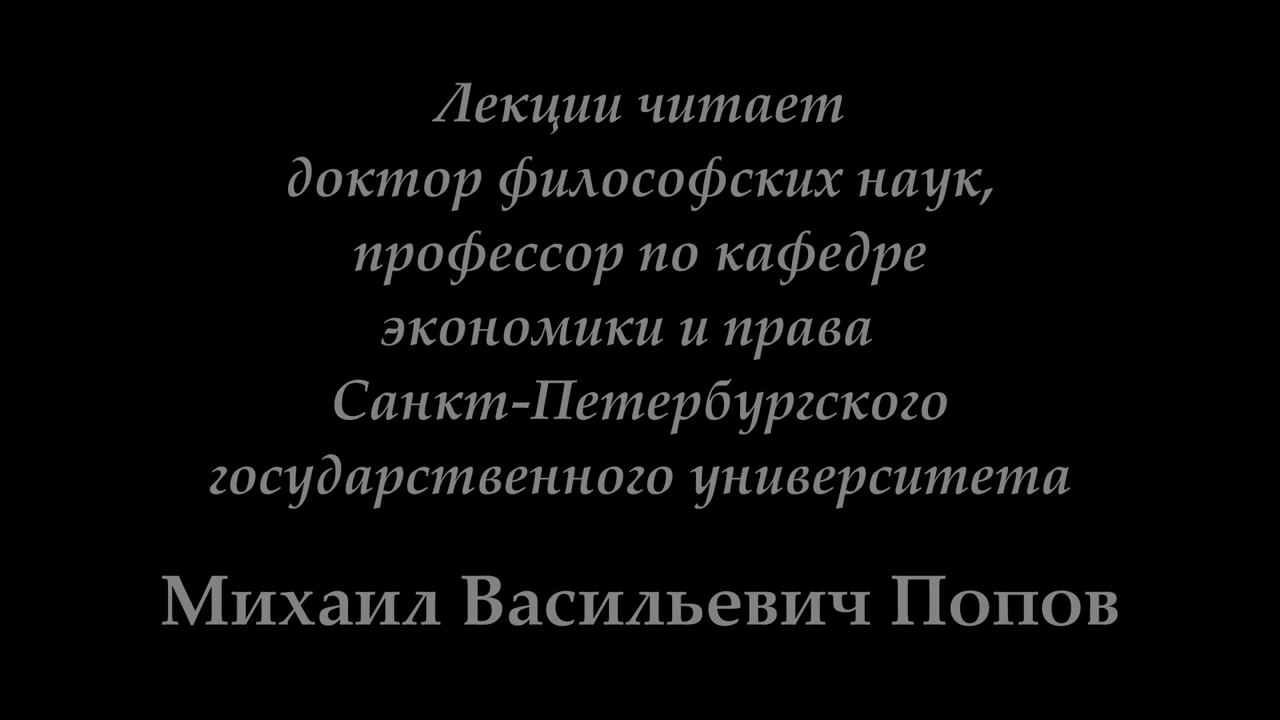 Лекции читает
доктор философских наук,
профессор по кафедре
экономики и права
Санкт-Петербургского
государственного университета
Михаил Васильевич Попов